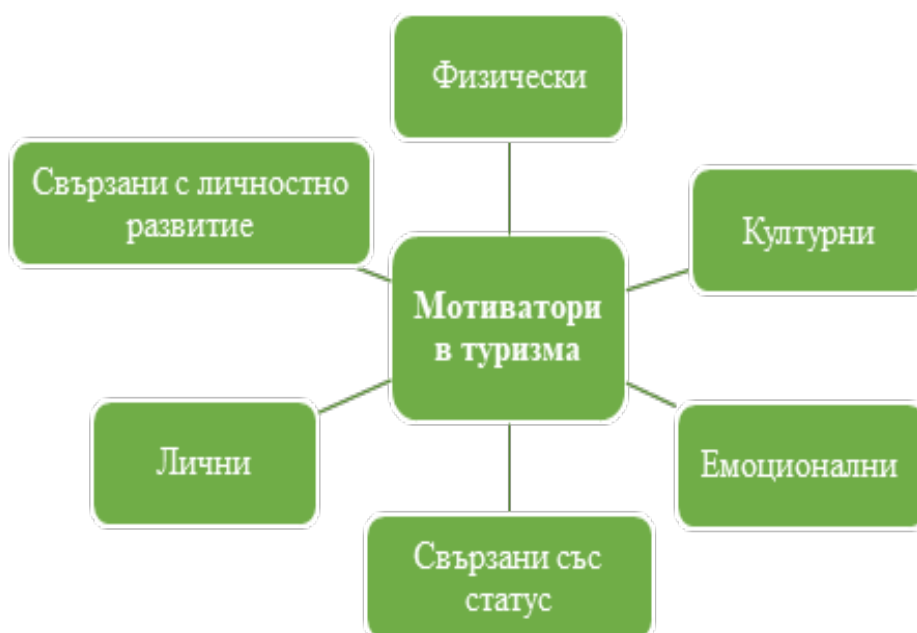 Физически
Свързани с личностно
развитие
Културни
Мотиватори
в туризма
Лични
Емоционални
Свързани със
статус